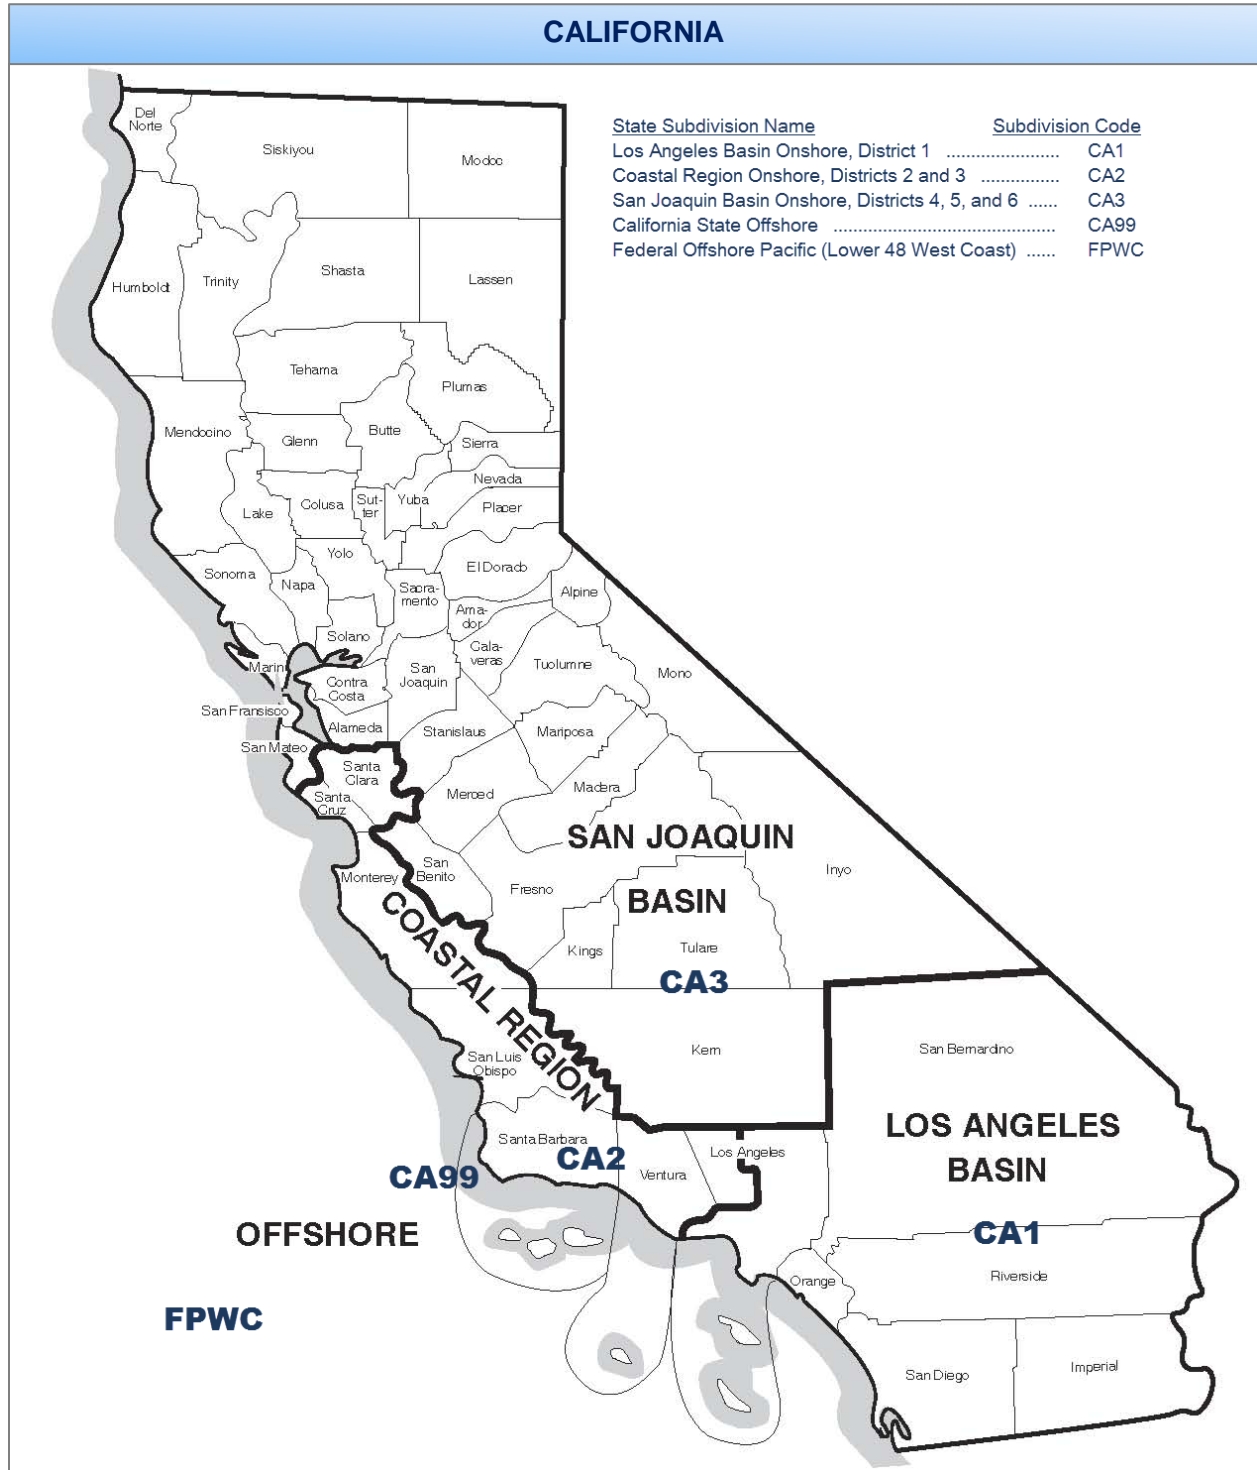 CALIFORNIA
State Subdivision Name Subdivision Code
Los Angeles Basin Onshore, District 1 ....................... CA1
Coastal Region Onshore, Districts 2 and 3 ................ CA2
San Joaquin Basin Onshore, Districts 4, 5, and 6 ...... CA3
California State Offshore ............................................. CA99
Federal Offshore Pacific (Lower 48 West Coast) ...... FPWC
Del
Norte
Siskiyou
Modoc
Humboldt
Trinity
Shasta
Lassen
Tehama
Plumas
Mendocino
Glenn
Butte
Sierra
Nevada
Lake
Colusa
Sut-
ter
Yuba
Placer
Yolo
Sonoma
Napa
El Dorado
Sacra-
mento
Alpine
Ama-
dor
Solano
Cala-
veras
Marin
Contra
Costa
San
Joaquin
Tuolumne
Mono
San Fransisco
Alameda
Stanislaus
Mariposa
San Mateo
Santa
Clara
Santa
Cruz
Merced
Madera
SAN JOAQUIN
BASIN
Monterey
San
Benito
Fresno
Inyo
Kings
Tulare
CA3
COASTAL REGION
Kern
San Bernardino
San Luis
Obispo
Santa Barbara
CA2
Ventura
Los Angeles
LOS ANGELES
BASIN
CA99
OFFSHORE
CA1
Orange
Riverside
FPWC
San Diego
Imperial